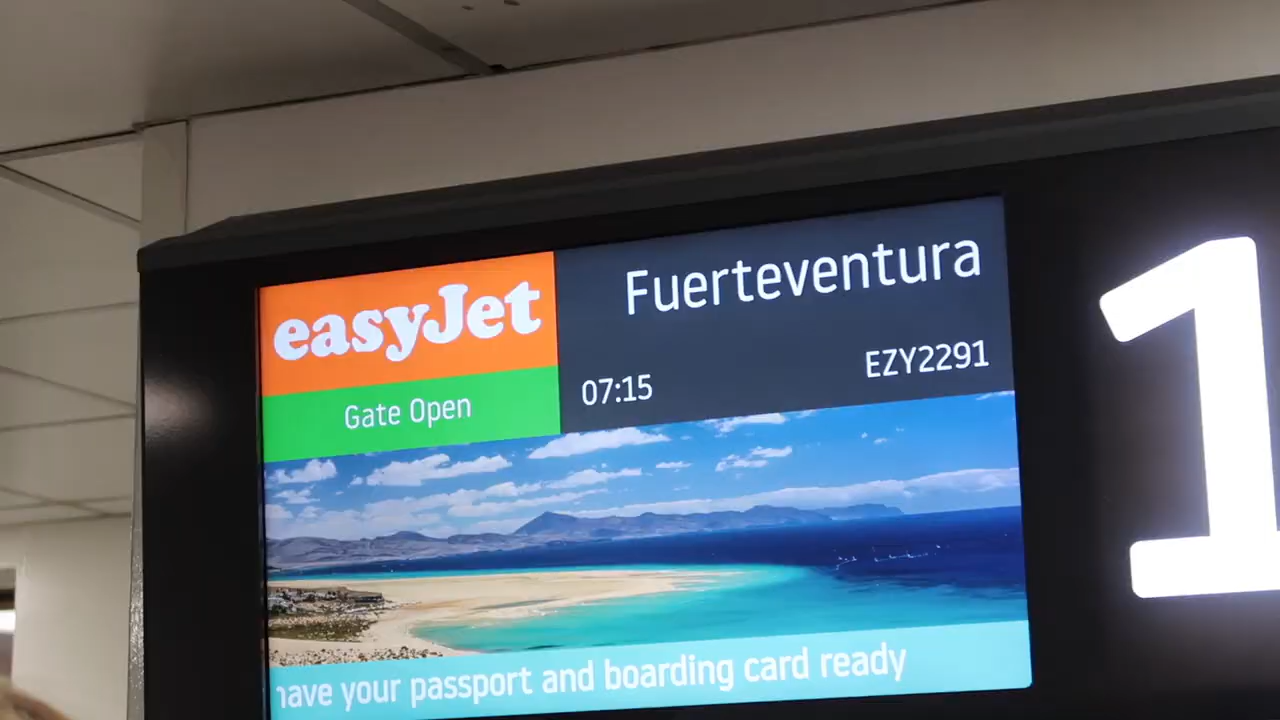 easyJet
Gate Open
Fuerteventura
07:15
EZY2291
have your passport and boarding card ready
1